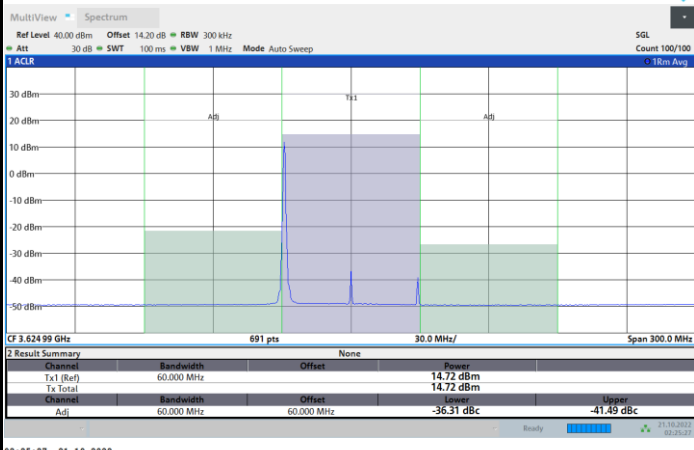 MultiView Spectrum
Ref Level 40.00 dBm Offset 14.20 dB RBW 300 kHz SGL
Att 30 dB SWT 100 ms VBW 1 MHz Mode Auto Sweep Count 100/100
1 ACLR 1Rm Avg
30 dBm
Tx1
20 dBm Adj Adj
10 dBm
0 dBm
-10 dBm
-20 dBm
-30 dBm
-40 dBm
-50 dBm
CF 3.624 99 GHz 691 pts 30.0 MHz/ Span 300.0 MHz
2 Result Summary None
Channel Bandwidth Offset Power
Tx1 (Ref) 60.000 MHz 14.72 dBm
Tx Total 14.72 dBm
Channel Bandwidth Offset Lower Upper
Adj 60.000 MHz 60.000 MHz -36.31 dBc -41.49 dBc
Ready 21.10.2022
02:25:27